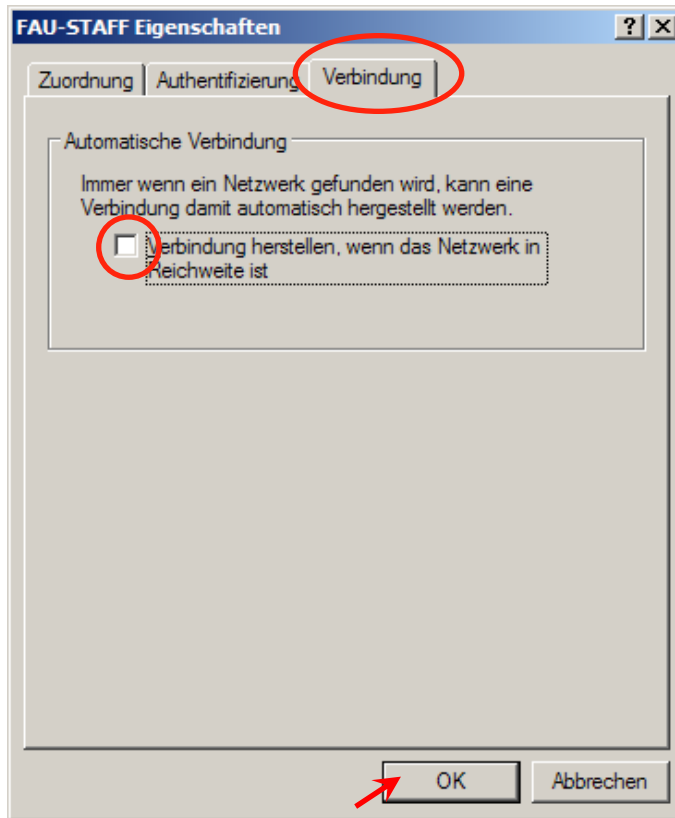 FAU-STAFF Eigenschaften
Zuordnung Authentifizierung Verbindung
Automatische Verbindung
Immer wenn ein Netzwerk gefunden wird, kann eine
Verbindung damit automatisch hergestellt werden.
Verbindung herstellen, wenn das Netzwerk in
Reichweite ist
OK Abbrechen